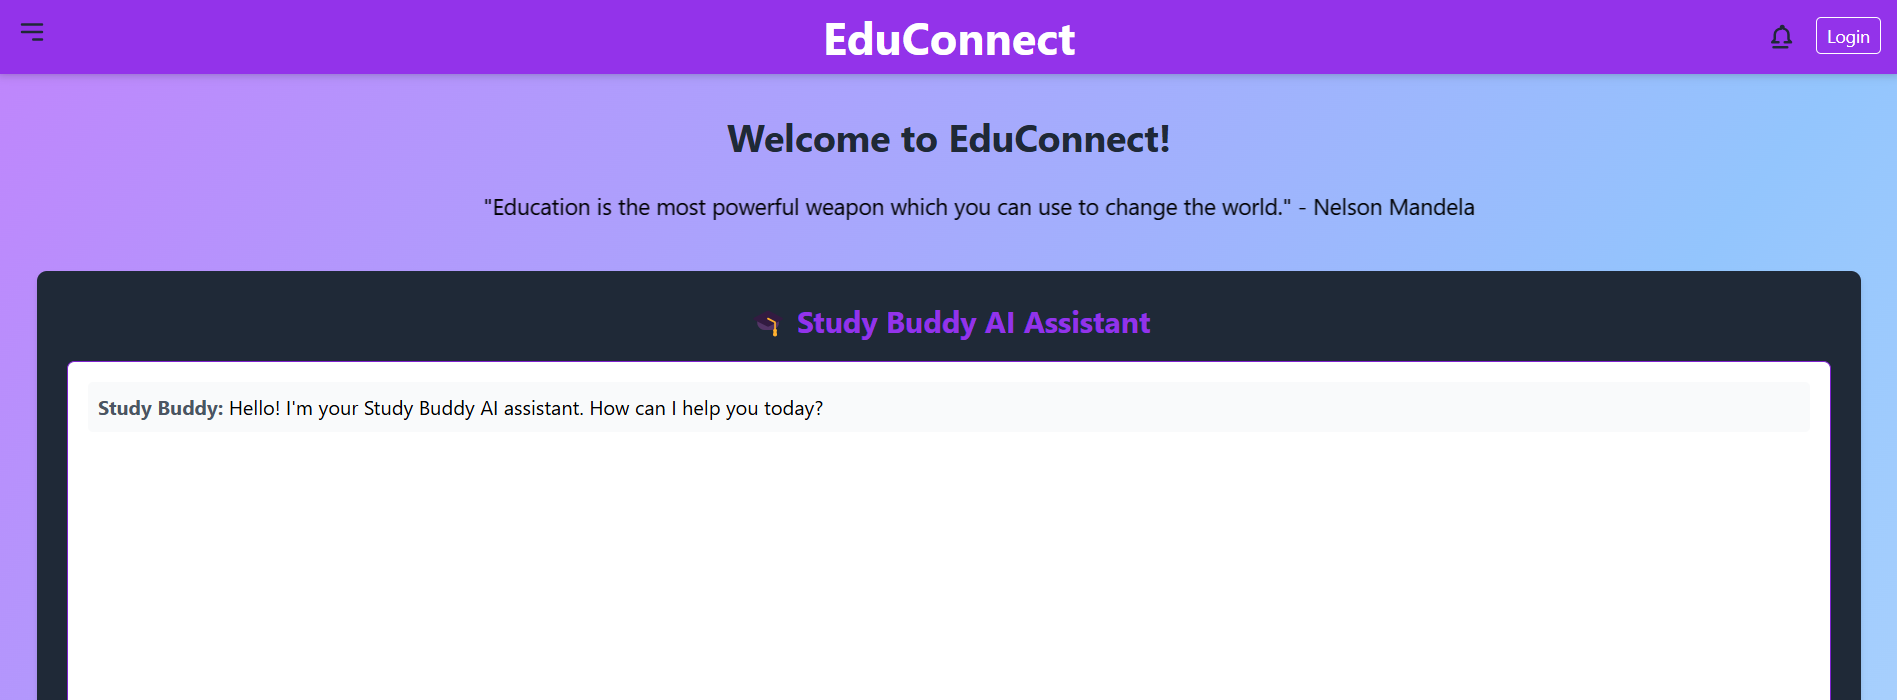 EduConnect
Login
Welcome to EduConnect!
"Education is the most powerful weapon which you can use to change the world." - Nelson Mandela
Study Buddy AI Assistant
Study Buddy: Hello! I'm your Study Buddy AI assistant. How can I help you today?